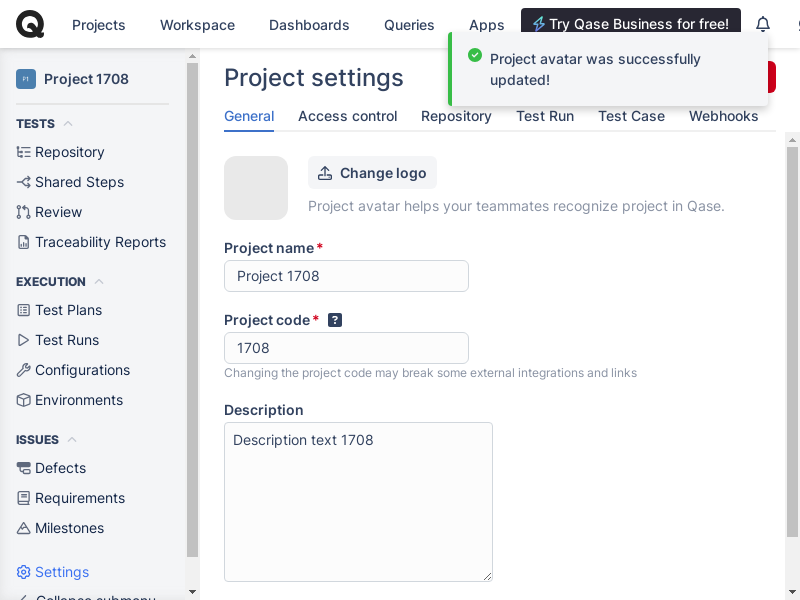 Projects
Workspace
Dashboards
Queries
Apps
Try Qase Business for free!
Project avatar was successfully
updated!
Project 1708
TESTS
Repository
Shared Steps
Review
Traceability Reports
EXECUTION
Test Plans
Test Runs
Configurations
Environments
ISSUES
Defects
Requirements
Milestones
Settings
Collapse submenu
Project settings
General
Access control
Repository
Test Run
Test Case
Webhooks
Change logo
Project avatar helps your teammates recognize project in Qase.
Project name*
Project 1708
Project code* ?
1708
Changing the project code may break some external integrations and links
Description
Description text 1708